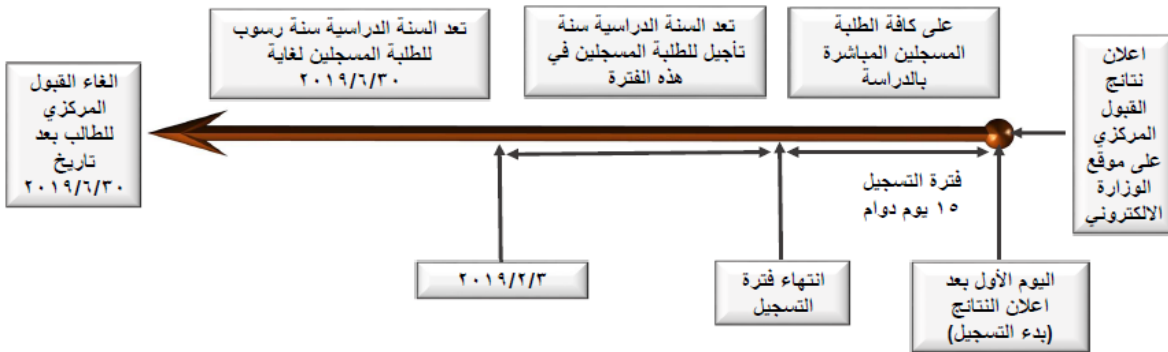 اعلان
نتائج
القبول
المركزي
على موقع
الوزارة
الالكتروني
على كافة الطلبة
المسجلين المباشرة
بالدراسة
تعد السنة الدراسية سنة
تأجيل للطلبة المسجلين في
هذه الفترة
تعد السنة الدراسية سنة رسوب
للطلبة المسجلين لغاية
٢٠١٩/٦/٣٠
الغاء القبول
المركزي
للطالب بعد
تاريخ
٢٠١٩/٦/٣٠
فترة التسجيل
١٥ يوم دوام
اليوم الأول بعد
اعلان النتائج
(بدء التسجيل)
انتهاء فترة
التسجيل
٢٠١٩/٢/٣